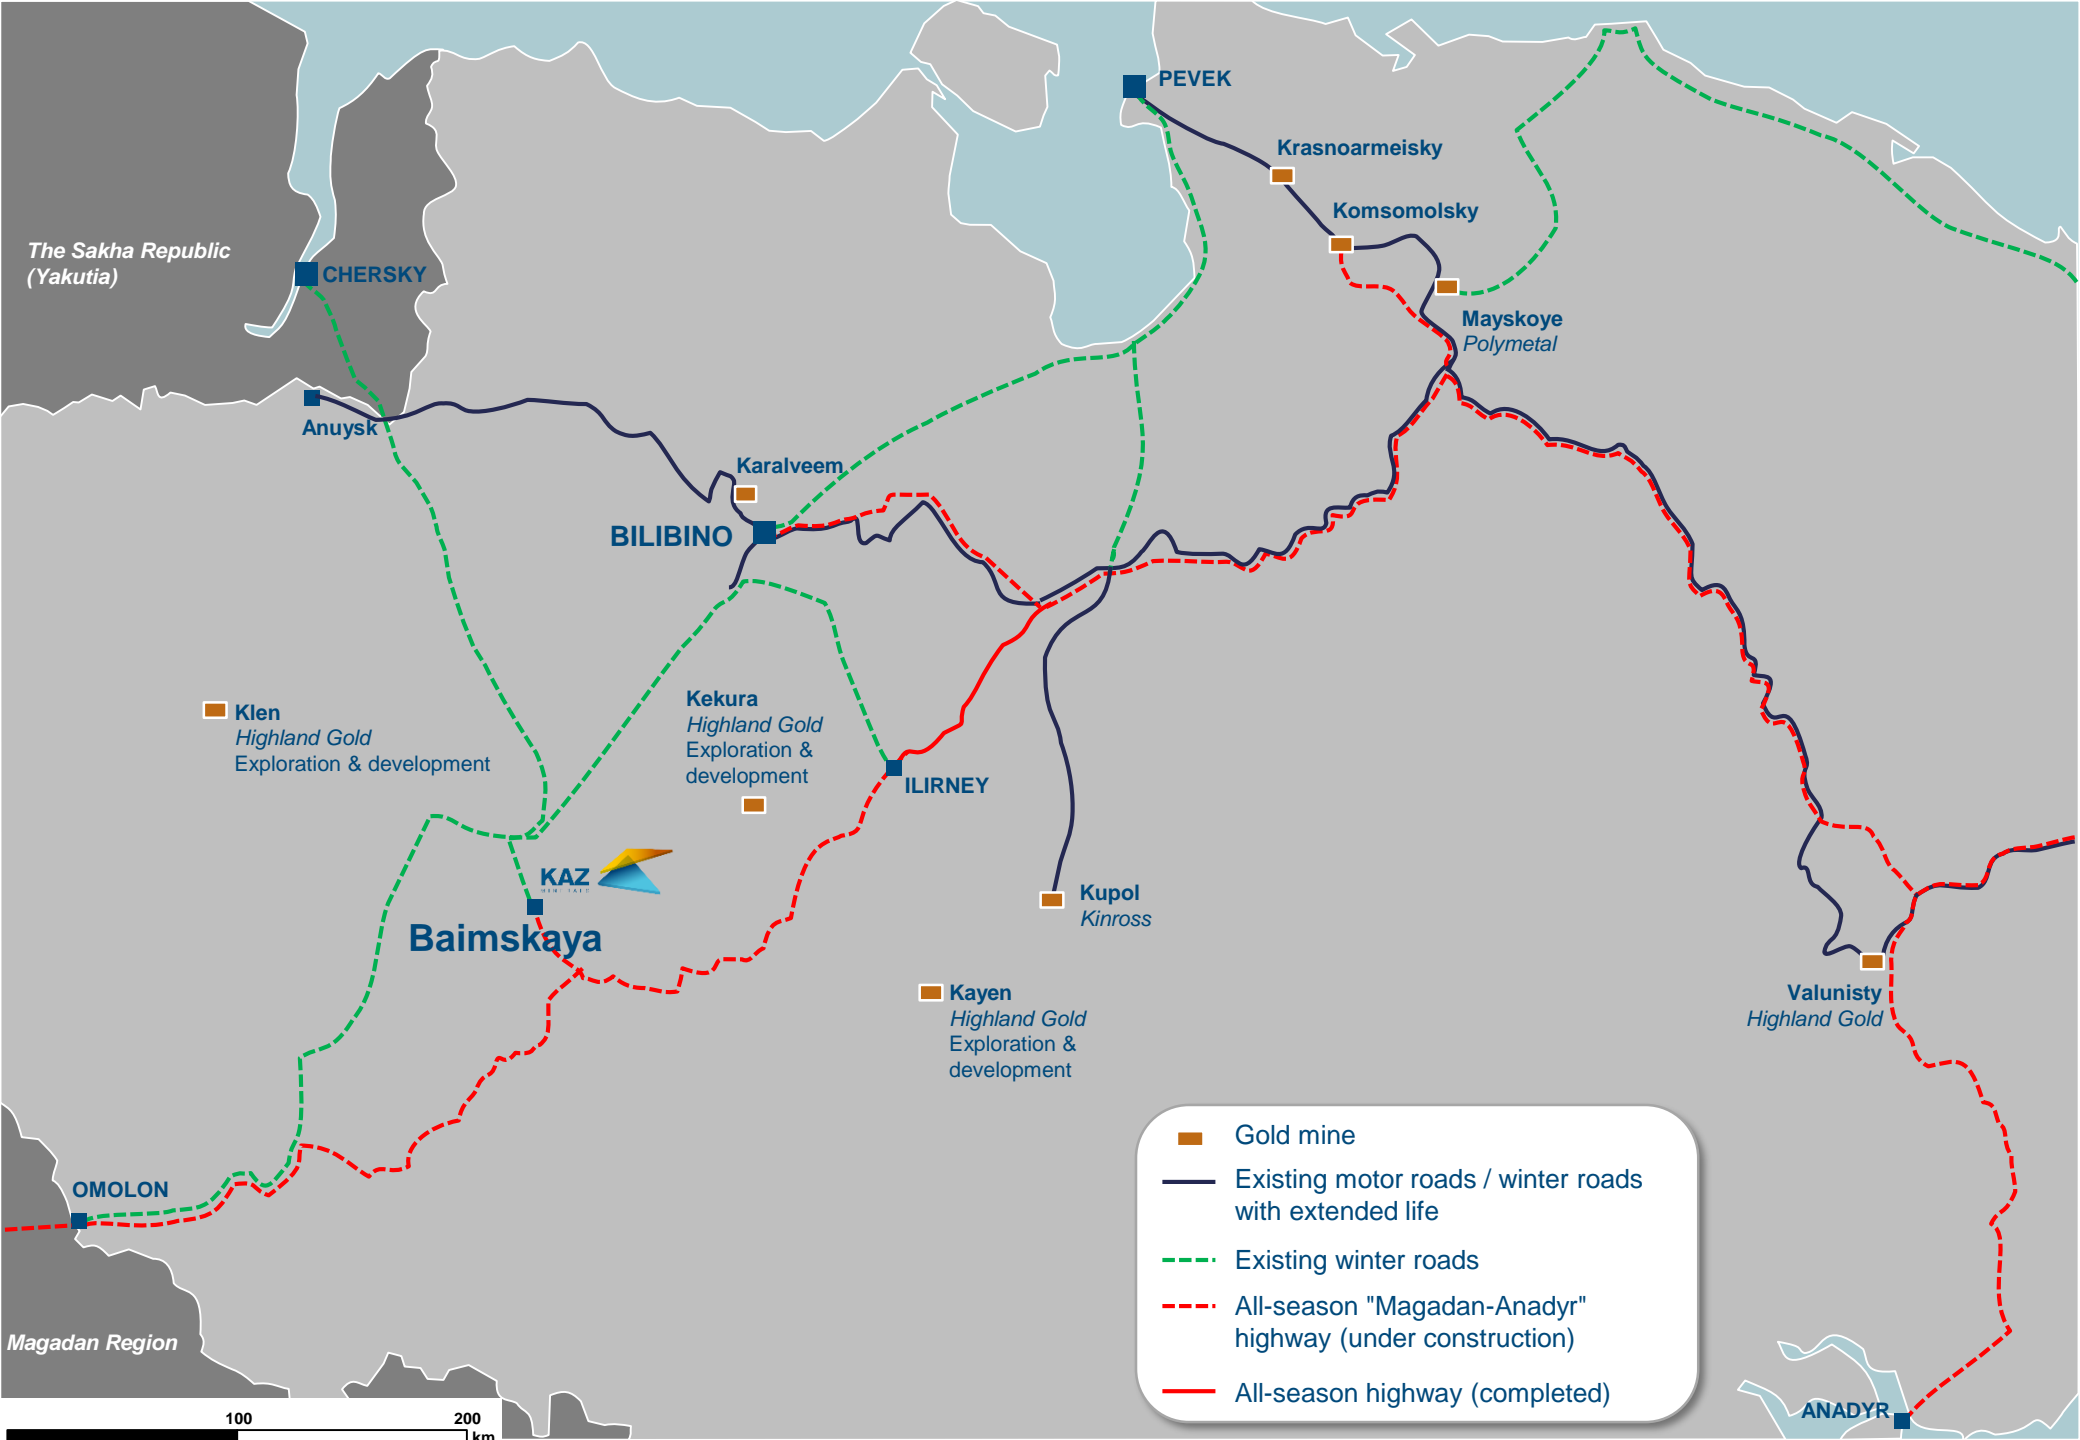 PEVEK
Krasnoarmeisky
Komsomolsky
The Sakha Republic
(Yakutia)
CHERSKY
Mayskoye
Polymetal
Anuysk
Karalveem
BILIBINO
Klen
Highland Gold
Exploration & development
Kekura
Highland Gold
Exploration &
development
ILIRNEY
KAZ
Baimskaya
Kupol
Kinross
Kayen
Highland Gold
Exploration &
development
Valunisty
Highland Gold
OMOLON
Magadan Region
ANADYR
Gold mine
Existing motor roads / winter roads
with extended life
Existing winter roads
All-season "Magadan-Anadyr"
highway (under construction)
All-season highway (completed)
100
200
km